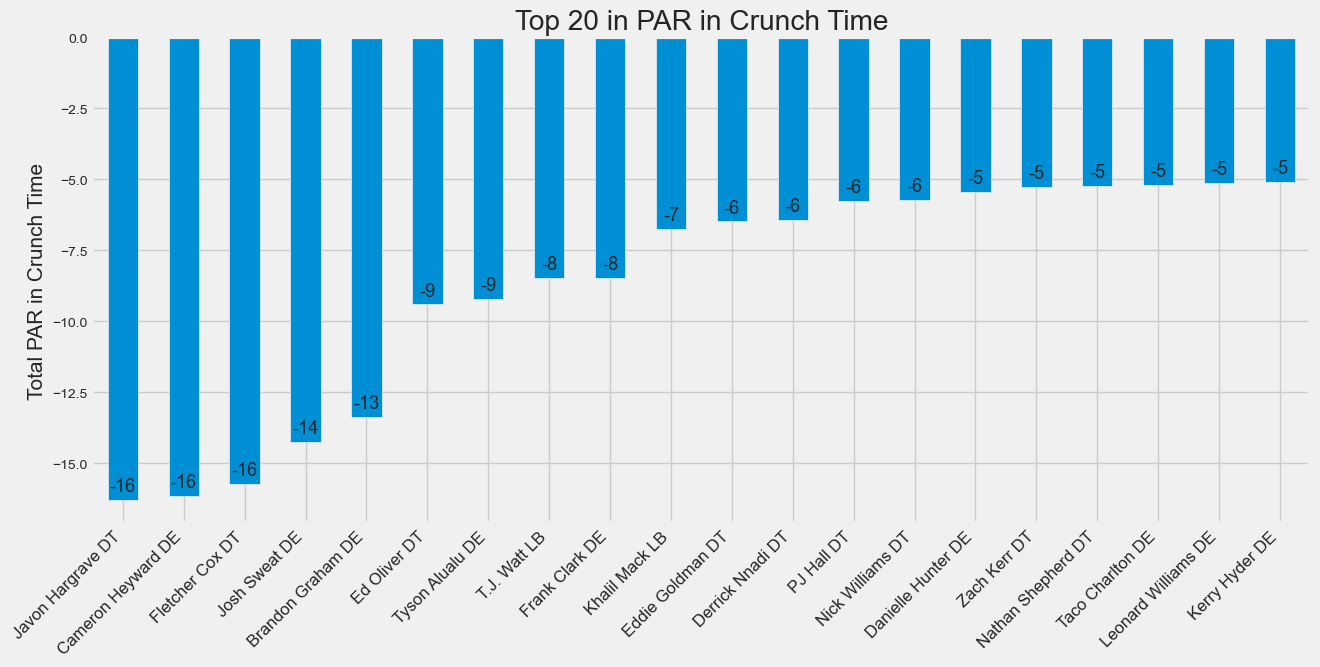 Top 20 in PAR in Crunch Time
Total PAR in Crunch Time
0.0
−2.5
−5.0
−7.5
−10.0
−12.5
−15.0
-16
-16
-16
-14
-13
-9
-9
-8
-8
-7
-6
-6
-6
-6
-5
-5
-5
-5
-5
-5
Javon Hargrave DT
Cameron Heyward DE
Fletcher Cox DT
Josh Sweat DE
Brandon Graham DE
Ed Oliver DT
Tyson Alualu DE
T.J. Watt LB
Frank Clark DE
Khalil Mack LB
Eddie Goldman DT
Derrick Nnadi DT
PJ Hall DT
Nick Williams DT
Danielle Hunter DE
Zach Kerr DT
Nathan Shepherd DT
Taco Charlton DE
Leonard Williams DE
Kerry Hyder DE